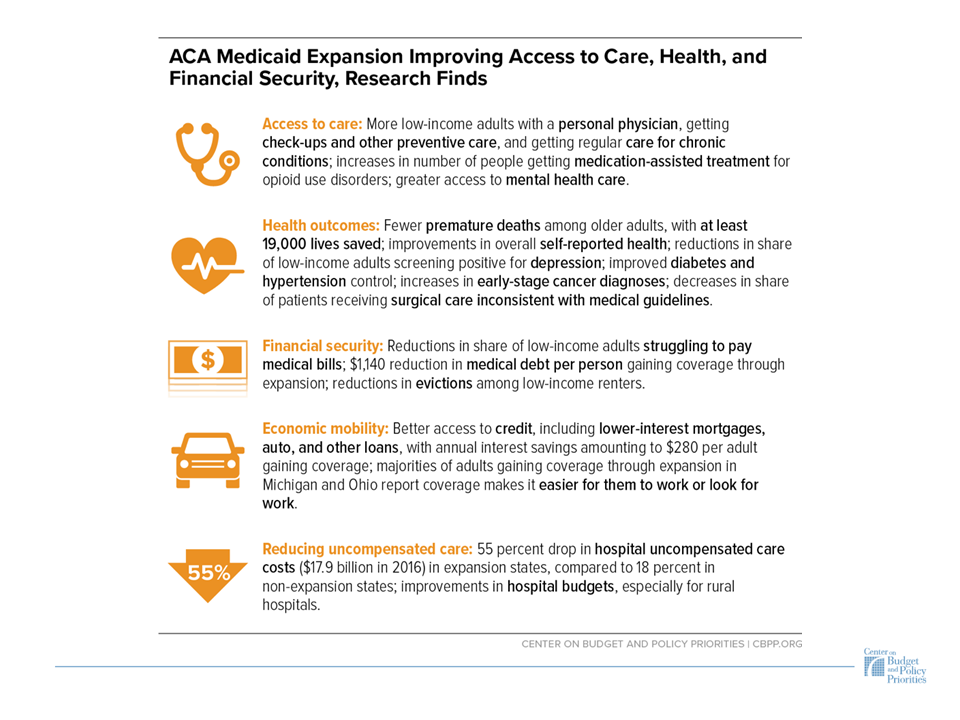 ACA Medicaid Expansion Improving Access to Care, Health, and
Financial Security, Research Finds
Access to care: More low-income adults with a personal physician, getting
check-ups and other preventive care, and getting regular care for chronic
conditions; increases in number of people getting medication-assisted treatment for
opioid use disorders; greater access to mental health care.
Health outcomes: Fewer premature deaths among older adults, with at least
19,000 lives saved; improvements in overall self-reported health; reductions in share
of low-income adults screening positive for depression; improved diabetes and
hypertension control; increases in early-stage cancer diagnoses; decreases in share
of patients receiving surgical care inconsistent with medical guidelines.
$
Financial security: Reductions in share of low-income adults struggling to pay
medical bills; $1,140 reduction in medical debt per person gaining coverage through
expansion; reductions in evictions among low-income renters.
Economic mobility: Better access to credit, including lower-interest mortgages,
auto, and other loans, with annual interest savings amounting to $280 per adult
gaining coverage; majorities of adults gaining coverage through expansion in
Michigan and Ohio report coverage makes it easier for them to work or look for
work.
55%
Reducing uncompensated care: 55 percent drop in hospital uncompensated care
costs ($17.9 billion in 2016) in expansion states, compared to 18 percent in
non-expansion states; improvements in hospital budgets, especially for rural
hospitals.
CENTER ON BUDGET AND POLICY PRIORITIES | CBPP.ORG
Center on
Budget
and Policy
Priorities